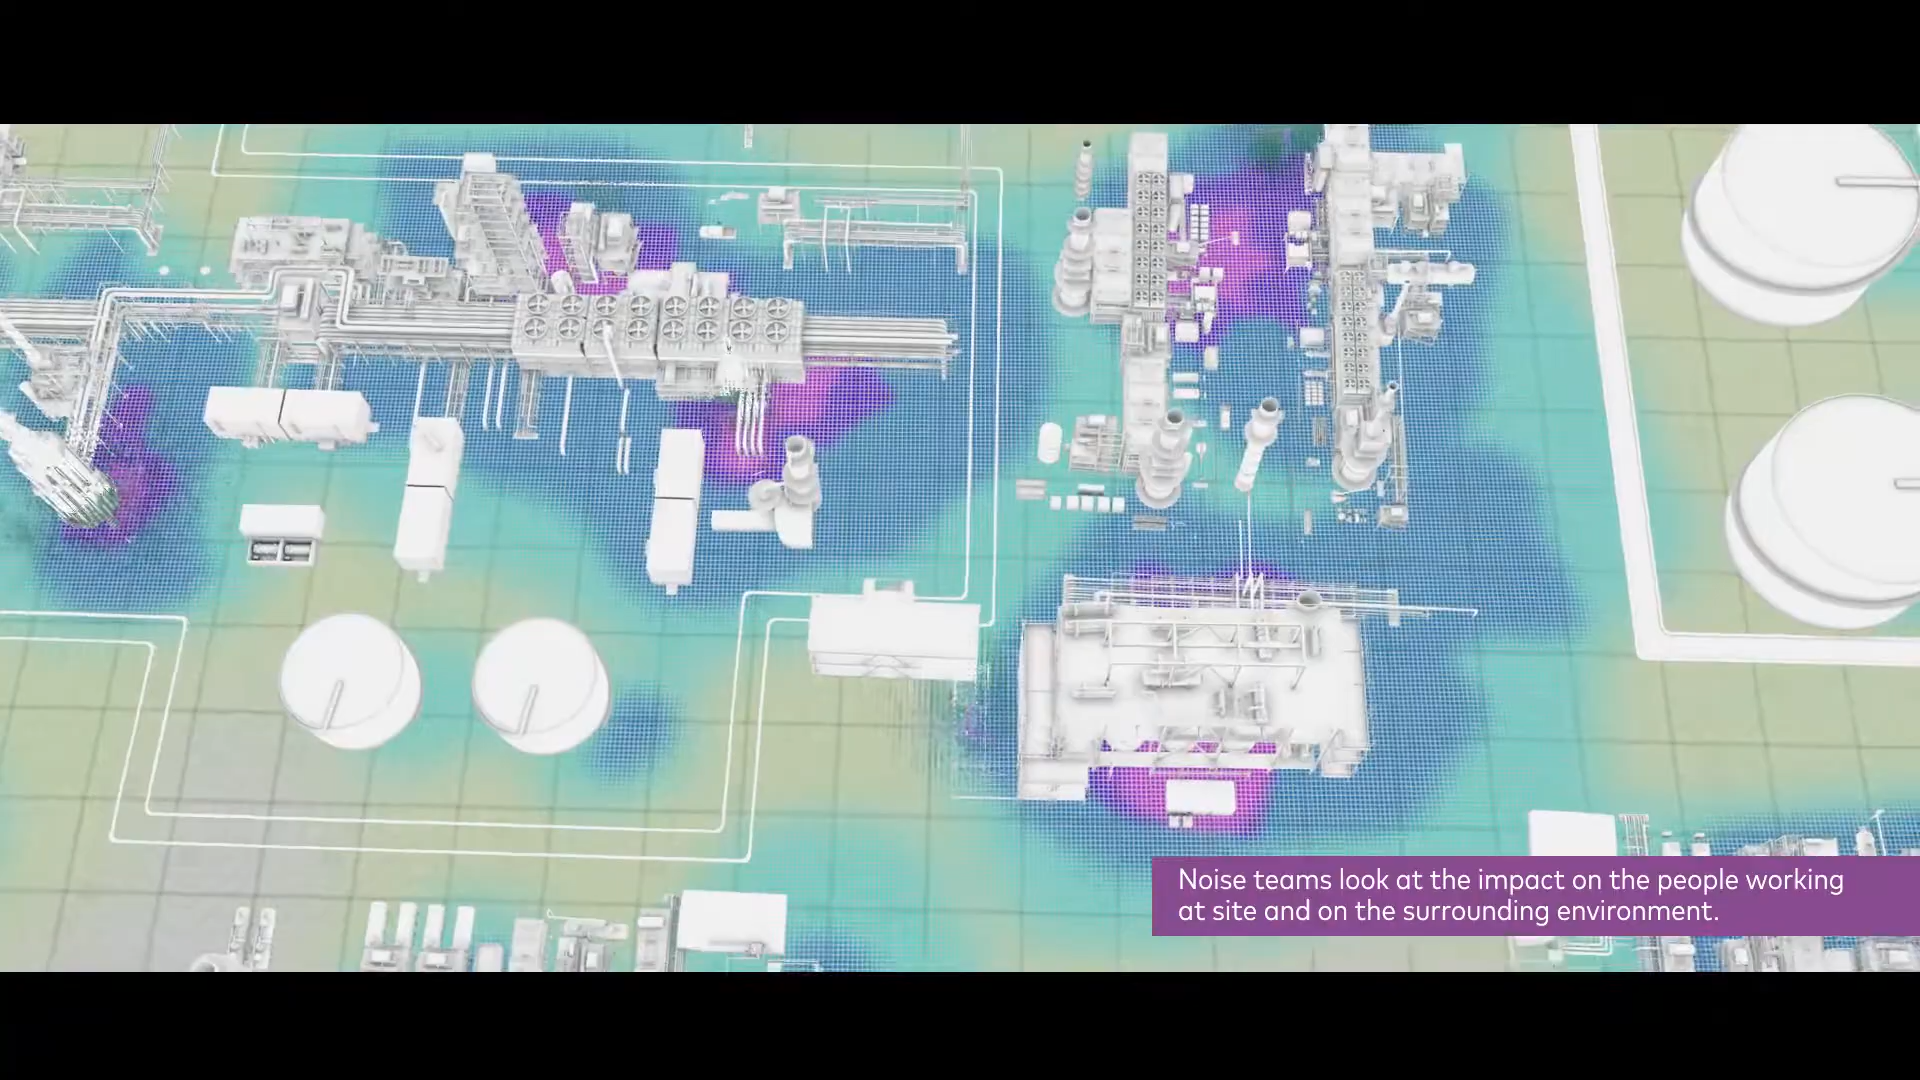 Noise teams look at the impact on the people working
at site and on the surrounding environment.